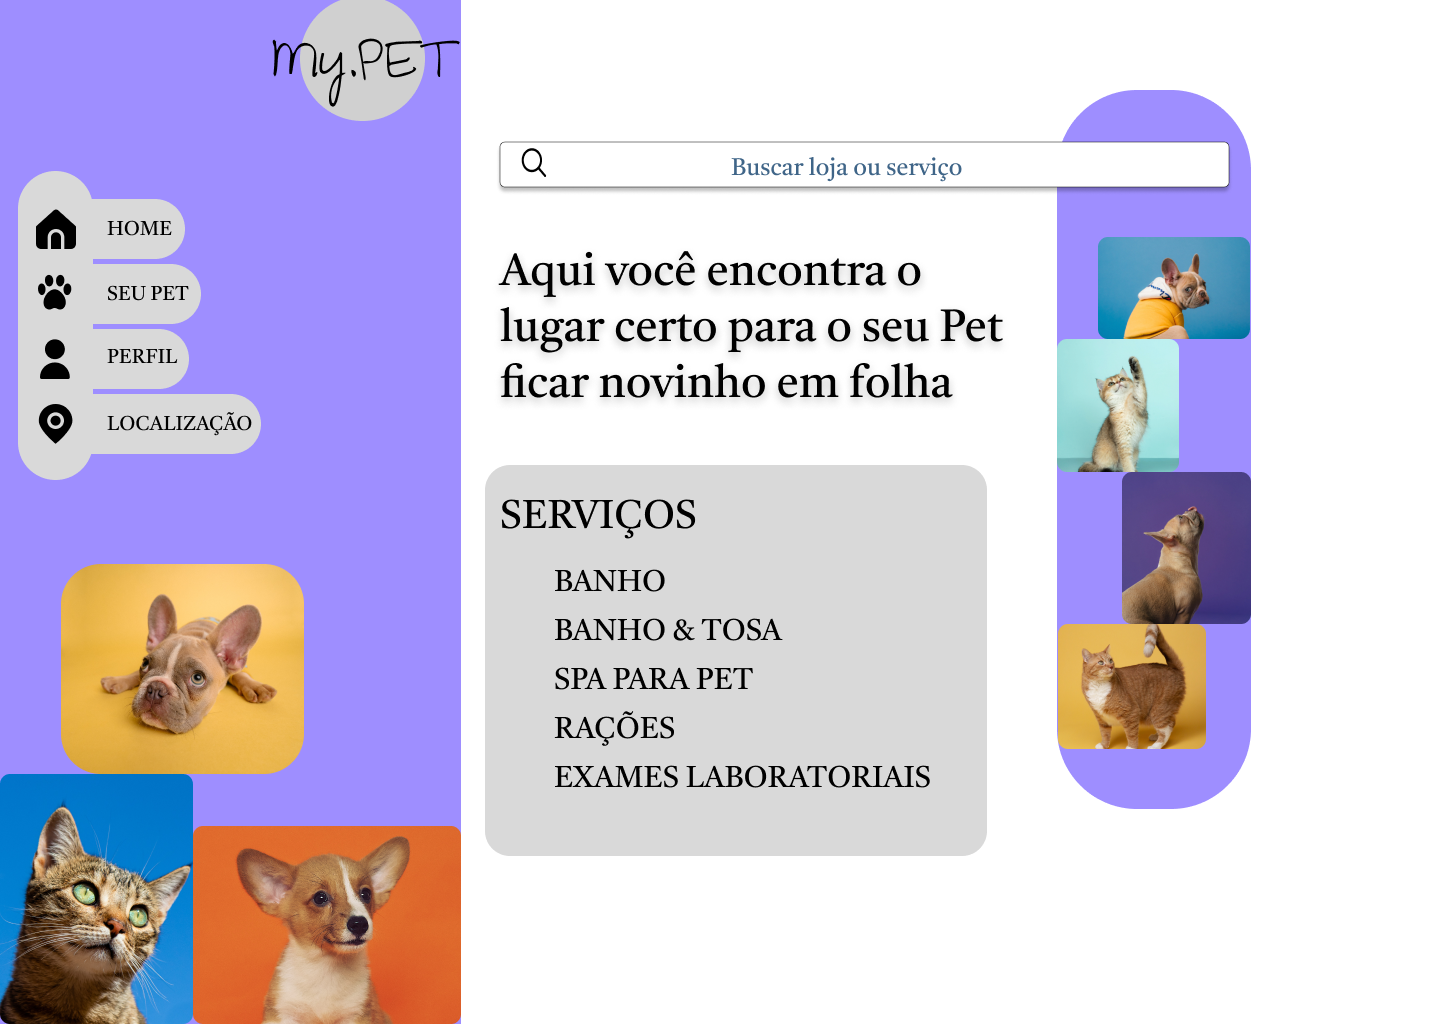 my.PET
HOME
SEU PET
PERFIL
LOCALIZAÇÃO
Buscar loja ou serviço
Aqui você encontra o
lugar certo para o seu Pet
ficar novinho em folha
SERVIÇOS
BANHO
BANHO & TOSA
SPA PARA PET
RAÇÕES
EXAMES LABORATORIAIS